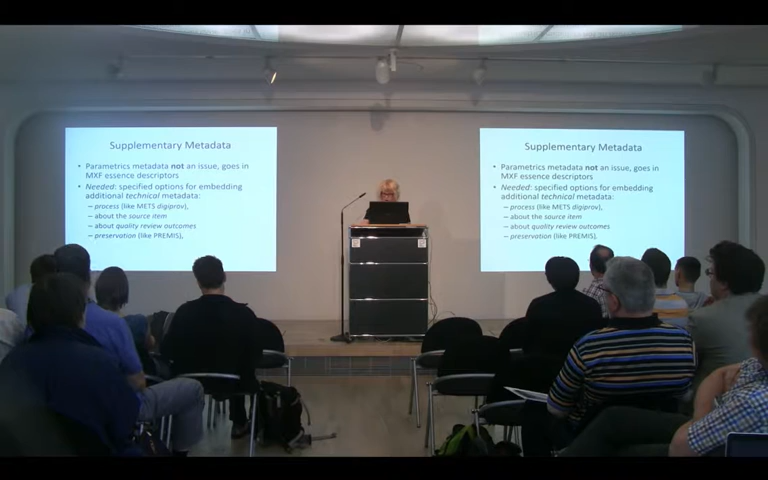 Supplementary Metadata
• Parametrics metadata not an issue, goes in
MXF essence descriptors
• Needed: specified options for embedding
additional technical metadata:
– process (like METS digiprov),
– about the source item
– about quality review outcomes
– preservation (like PREMIS),
Supplementary Metadata
• Parametrics metadata not an issue, goes in
MXF essence descriptors
• Needed: specified options for embedding
additional technical metadata:
– process (like METS digiprov),
– about the source item
– about quality review outcomes
– preservation (like PREMIS),